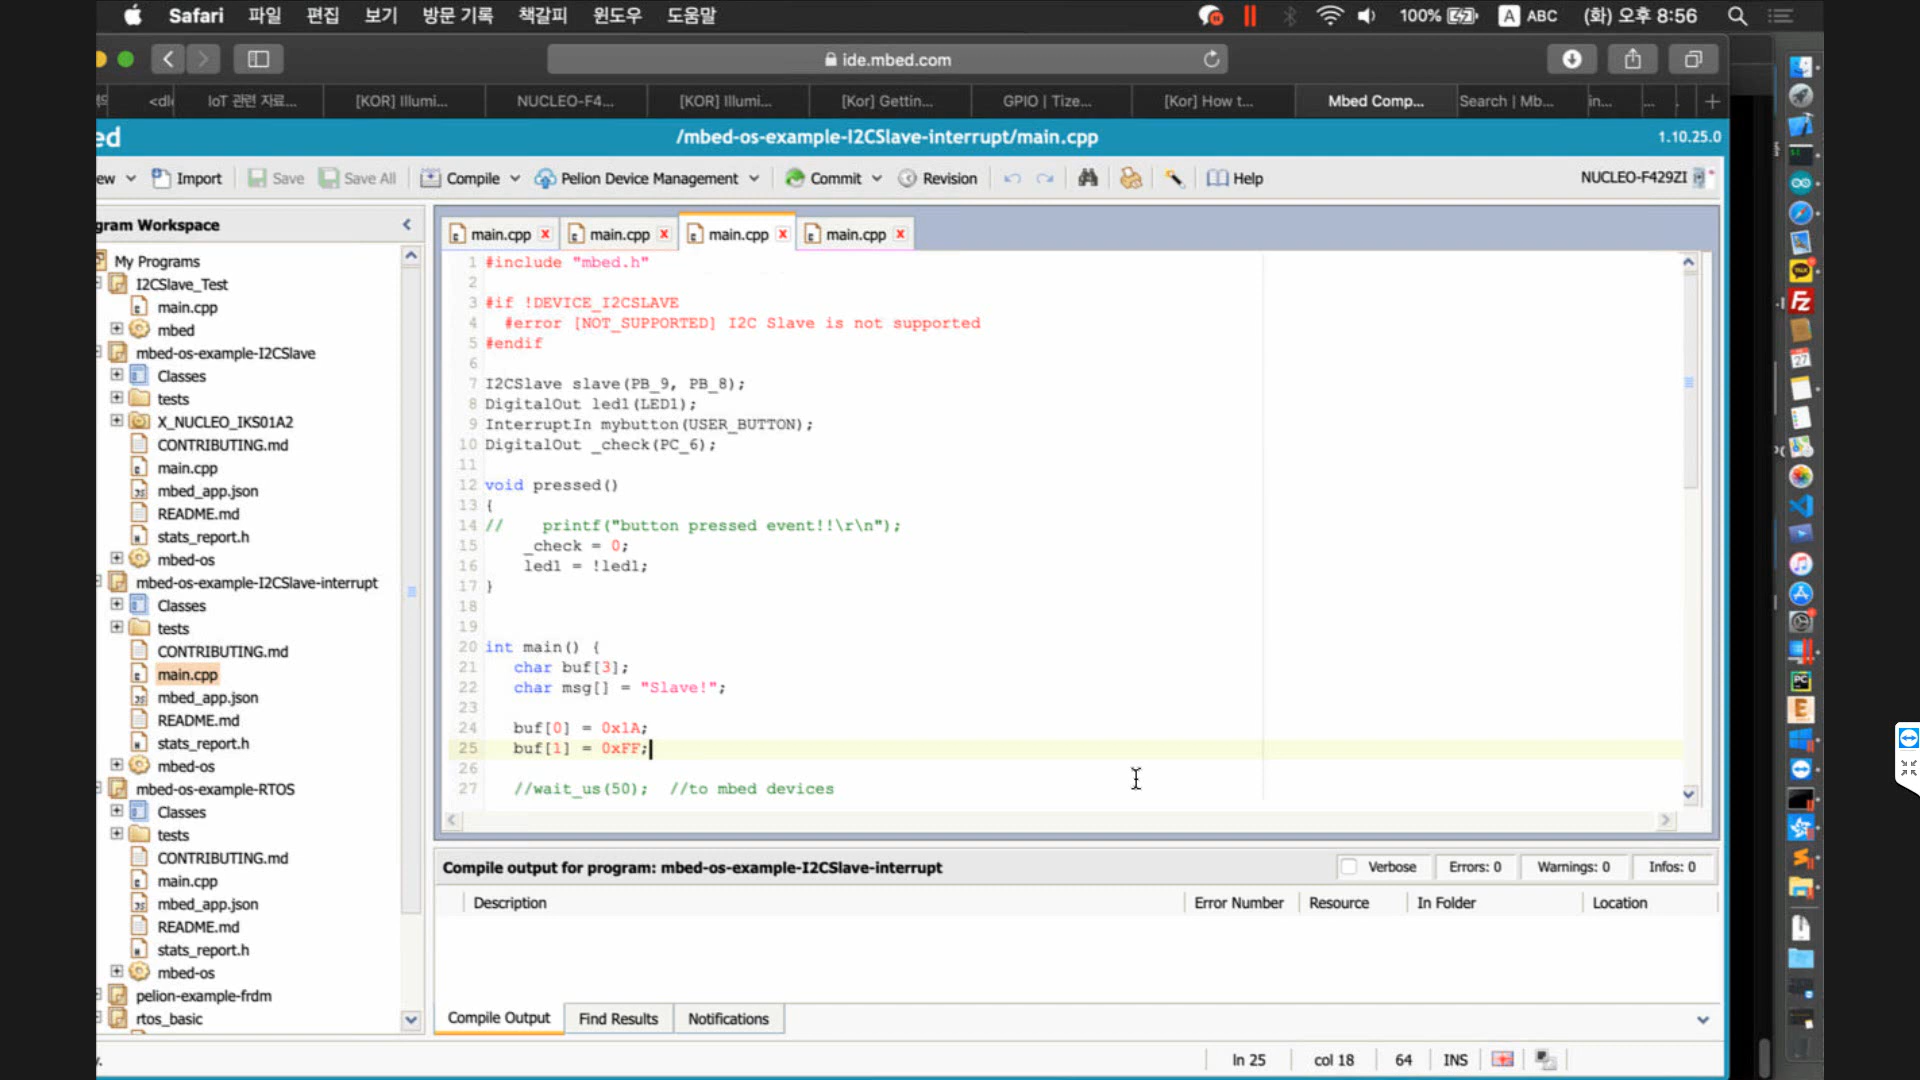 Safari 파일 편집 보기 방문 기록 책갈피 윈도우 도움말 100% A ABC (화) 오후 8:56
ide.mbed.com
IoT 관련 자료... [KOR] Illumi... NUCLEO-F4... [KOR] Illumi... [Kor] Gettin... GPIO | Tize... [Kor] How t... Mbed Comp... Search | Mb... in... ...
ed /mbed-os-example-I2CSlave-interrupt/main.cpp 1.10.25.0
ew Import Save Save All Compile Pelion Device Management Commit Revision Help NUCLEO-F429ZI
gram Workspace
My Programs
I2CSlave_Test
main.cpp
mbed
mbed-os-example-I2CSlave
Classes
tests
X_NUCLEO_IKS01A2
CONTRIBUTING.md
main.cpp
mbed_app.json
README.md
stats_report.h
mbed-os
mbed-os-example-I2CSlave-interrupt
Classes
tests
CONTRIBUTING.md
main.cpp
mbed_app.json
README.md
stats_report.h
mbed-os
mbed-os-example-RTOS
Classes
tests
CONTRIBUTING.md
main.cpp
mbed_app.json
README.md
stats_report.h
mbed-os
pelion-example-frdm
rtos_basic
main.cpp main.cpp main.cpp main.cpp
1 #include "mbed.h"
2
3 #if !DEVICE_I2CSLAVE
4 #error [NOT_SUPPORTED] I2C Slave is not supported
5 #endif
6
7 I2CSlave slave(PB_9, PB_8);
8 DigitalOut led1(LED1);
9 InterruptIn mybutton(USER_BUTTON);
10 DigitalOut _check(PC_6);
11
12 void pressed()
13 {
14 // printf("button pressed event!!\r\n");
15 _check = 0;
16 led1 = !led1;
17 }
18
19
20 int main() {
21 char buf[3];
22 char msg[] = "Slave!";
23
24 buf[0] = 0x1A;
25 buf[1] = 0xFF;
26
27 //wait_us(50); //to mbed devices
Compile output for program: mbed-os-example-I2CSlave-interrupt Verbose Errors: 0 Warnings: 0 Infos: 0
Description Error Number Resource In Folder Location
Compile Output Find Results Notifications
ln 25 col 18 64 INS